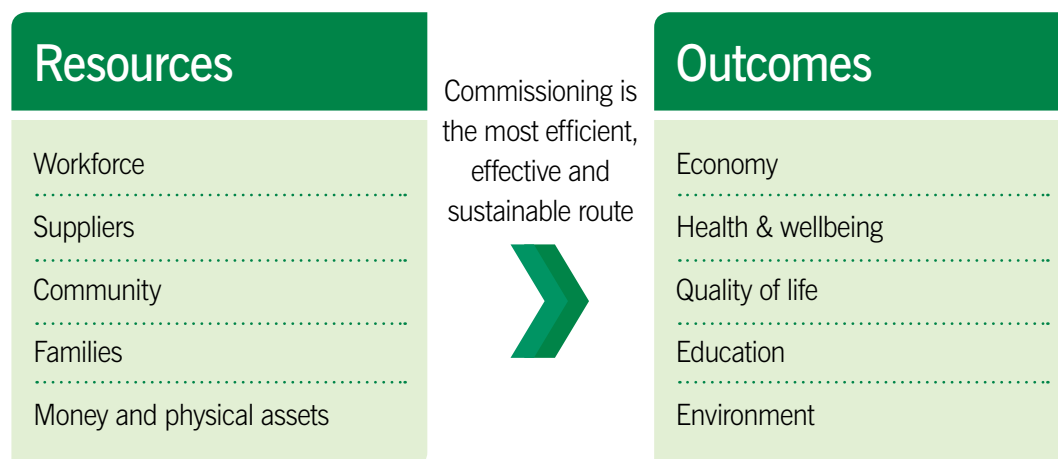 Resources
Workforce
Suppliers
Community
Families
Money and physical assets
Commissioning is
the most efficient,
effective and
sustainable route
Outcomes
Economy
Health & wellbeing
Quality of life
Education
Environment